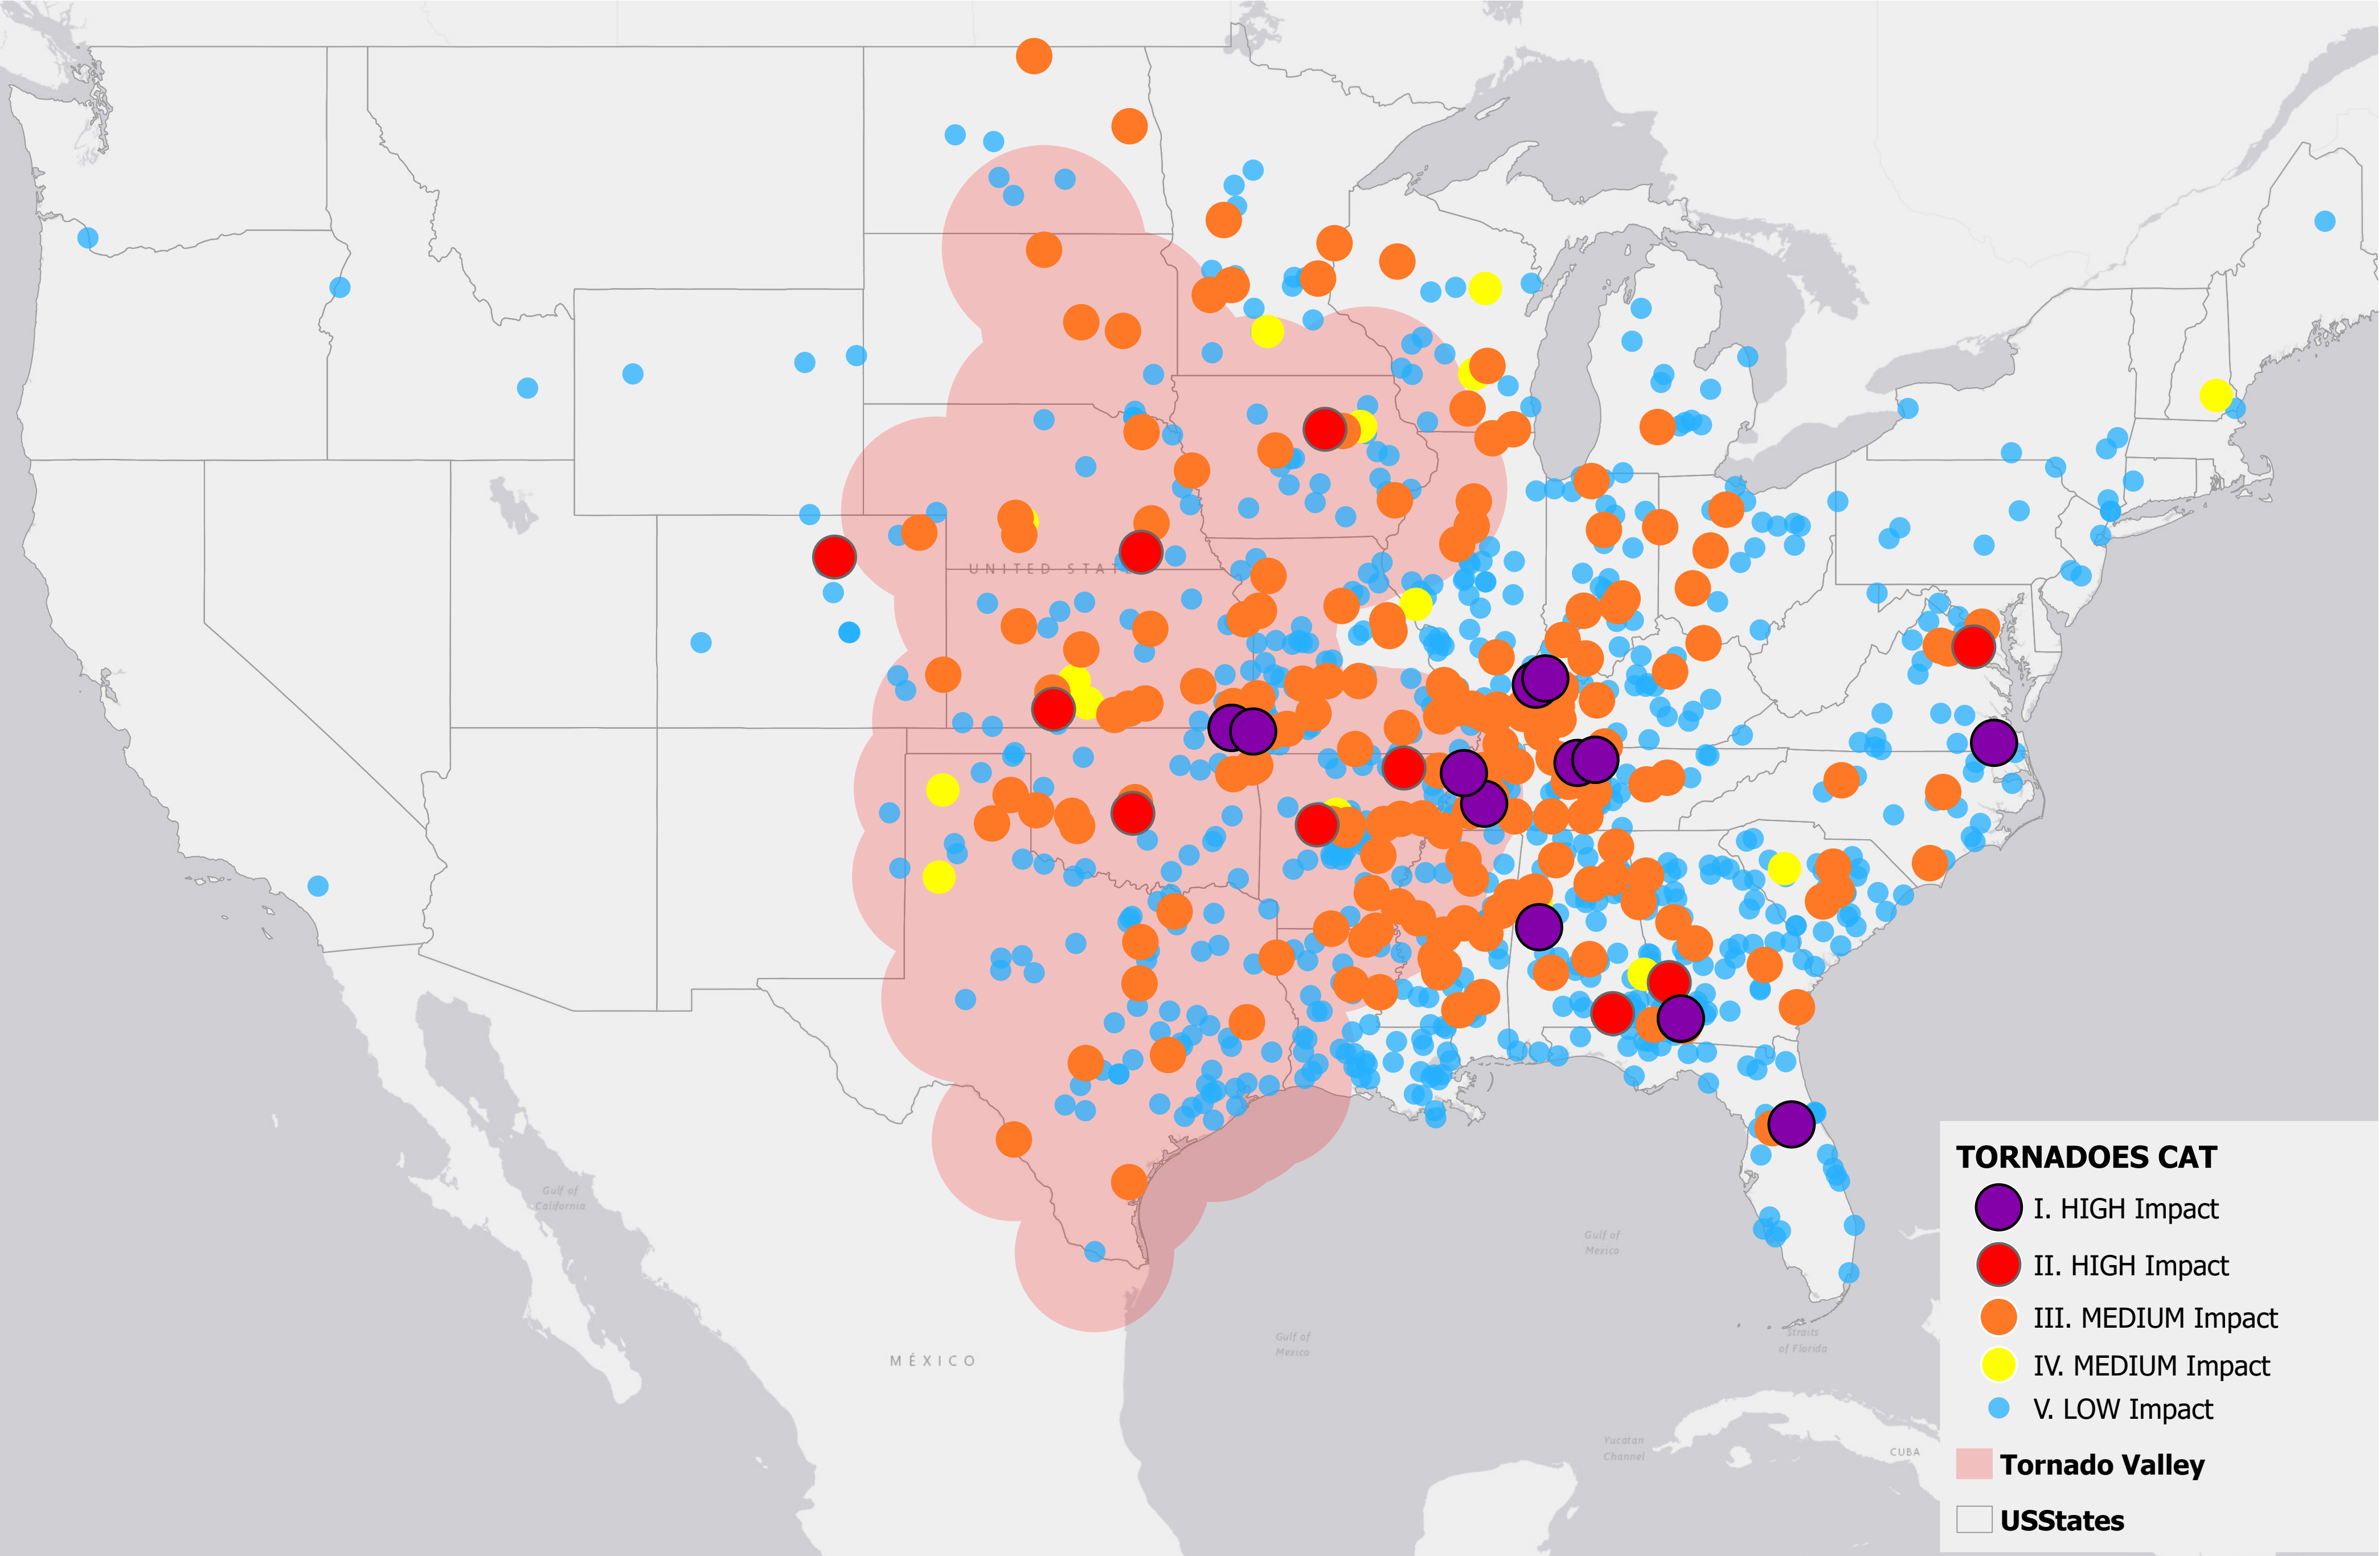 UNITED STATE
Gulf of
California
MÉXICO
Gulf of
Mexico
Gulf of
Mexico
Straits
of Florida
Yucatan
Channel
CUBA
TORNADOES CAT
I. HIGH Impact
II. HIGH Impact
III. MEDIUM Impact
IV. MEDIUM Impact
V. LOW Impact
Tornado Valley
USStates